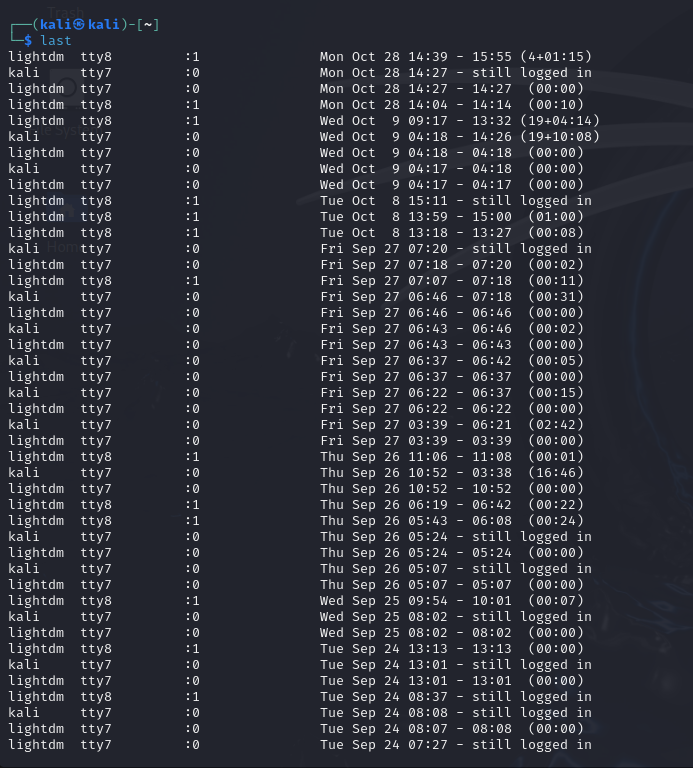 Trash
┌──(kali㉿kali)-[~]
└─$ last
lightdm  tty8         :1               Mon Oct 28 14:39 - 15:55 (4+01:15)
kali     tty7         :0               Mon Oct 28 14:27 - still logged in
lightdm  tty7         :0               Mon Oct 28 14:27 - 14:27  (00:00)
lightdm  tty8         :1               Mon Oct 28 14:04 - 14:14  (00:10)
lightdm  tty8         :1               Wed Oct  9 09:17 - 13:32 (19+04:14)
kali     tty7         :0               Wed Oct  9 04:18 - 14:26 (19+10:08)
lightdm  tty7         :0               Wed Oct  9 04:18 - 04:18  (00:00)
kali     tty7         :0               Wed Oct  9 04:17 - 04:18  (00:00)
lightdm  tty7         :0               Wed Oct  9 04:17 - 04:17  (00:00)
lightdm  tty8         :1               Tue Oct  8 15:11 - still logged in
lightdm  tty8         :1               Tue Oct  8 13:59 - 15:00  (01:00)
lightdm  tty8         :1               Tue Oct  8 13:18 - 13:27  (00:08)
Home
kali     tty7         :0               Fri Sep 27 07:20 - still logged in
lightdm  tty7         :0               Fri Sep 27 07:18 - 07:20  (00:02)
lightdm  tty8         :1               Fri Sep 27 07:07 - 07:18  (00:11)
kali     tty7         :0               Fri Sep 27 06:46 - 07:18  (00:31)
lightdm  tty7         :0               Fri Sep 27 06:46 - 06:46  (00:00)
kali     tty7         :0               Fri Sep 27 06:43 - 06:46  (00:02)
lightdm  tty7         :0               Fri Sep 27 06:43 - 06:43  (00:00)
kali     tty7         :0               Fri Sep 27 06:37 - 06:42  (00:05)
lightdm  tty7         :0               Fri Sep 27 06:37 - 06:37  (00:00)
kali     tty7         :0               Fri Sep 27 06:22 - 06:37  (00:15)
lightdm  tty7         :0               Fri Sep 27 06:22 - 06:22  (00:00)
kali     tty7         :0               Fri Sep 27 03:39 - 06:21  (02:42)
lightdm  tty7         :0               Fri Sep 27 03:39 - 03:39  (00:00)
lightdm  tty8         :1               Thu Sep 26 11:06 - 11:08  (00:01)
kali     tty7         :0               Thu Sep 26 10:52 - 03:38  (16:46)
lightdm  tty7         :0               Thu Sep 26 10:52 - 10:52  (00:00)
lightdm  tty8         :1               Thu Sep 26 06:19 - 06:42  (00:22)
lightdm  tty8         :1               Thu Sep 26 05:43 - 06:08  (00:24)
kali     tty7         :0               Thu Sep 26 05:24 - still logged in
lightdm  tty7         :0               Thu Sep 26 05:24 - 05:24  (00:00)
kali     tty7         :0               Thu Sep 26 05:07 - still logged in
lightdm  tty7         :0               Thu Sep 26 05:07 - 05:07  (00:00)
lightdm  tty8         :1               Wed Sep 25 09:54 - 10:01  (00:07)
kali     tty7         :0               Wed Sep 25 08:02 - still logged in
lightdm  tty7         :0               Wed Sep 25 08:02 - 08:02  (00:00)
lightdm  tty8         :1               Tue Sep 24 13:13 - 13:13  (00:00)
kali     tty7         :0               Tue Sep 24 13:01 - still logged in
lightdm  tty7         :0               Tue Sep 24 13:01 - 13:01  (00:00)
lightdm  tty8         :1               Tue Sep 24 08:37 - still logged in
kali     tty7         :0               Tue Sep 24 08:08 - still logged in
lightdm  tty7         :0               Tue Sep 24 08:07 - 08:08  (00:00)
lightdm  tty7         :0               Tue Sep 24 07:27 - still logged in